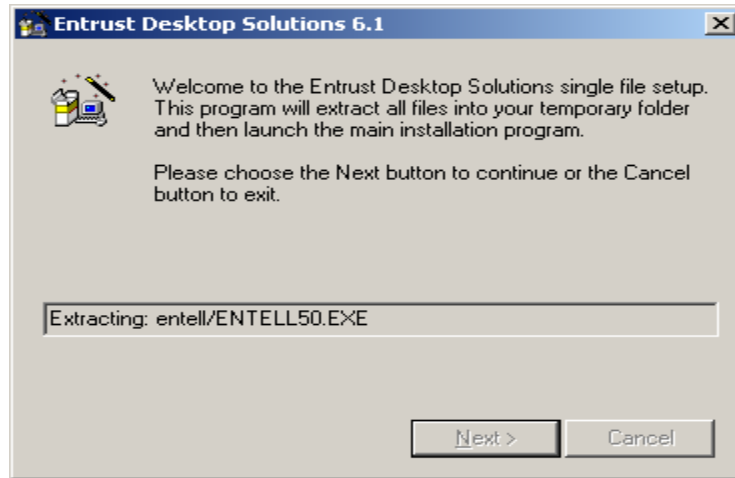 Entrust Desktop Solutions 6.1
Welcome to the Entrust Desktop Solutions single file setup.
This program will extract all files into your temporary folder
and then launch the main installation program.
Please choose the Next button to continue or the Cancel
button to exit.
Extracting: entell/ENTELL50.EXE
Next >
Cancel